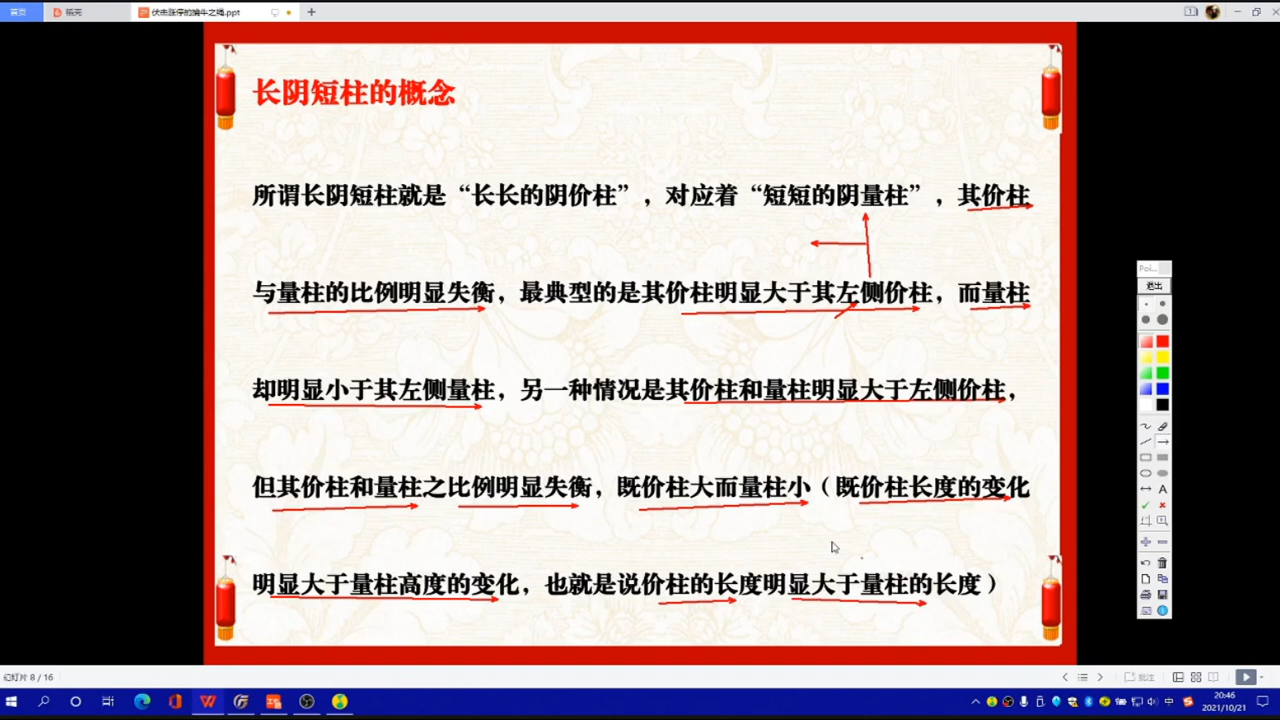 首页
稻壳
伏击涨停的擒牛之绳.ppt
长阴短柱的概念
所谓长阴短柱就是“长长的阴价柱”，对应着“短短的阴量柱”，其价柱
与量柱的比例明显失衡，最典型的是其价柱明显大于其左侧价柱，而量柱
却明显小于其左侧量柱，另一种情况是其价柱和量柱明显大于左侧价柱，
但其价柱和量柱之比例明显失衡，既价柱大而量柱小（既价柱长度的变化
明显大于量柱高度的变化，也就是说价柱的长度明显大于量柱的长度）
Poi...
退出
A
幻灯片 8 / 16
批注
中
20:46
2021/10/21